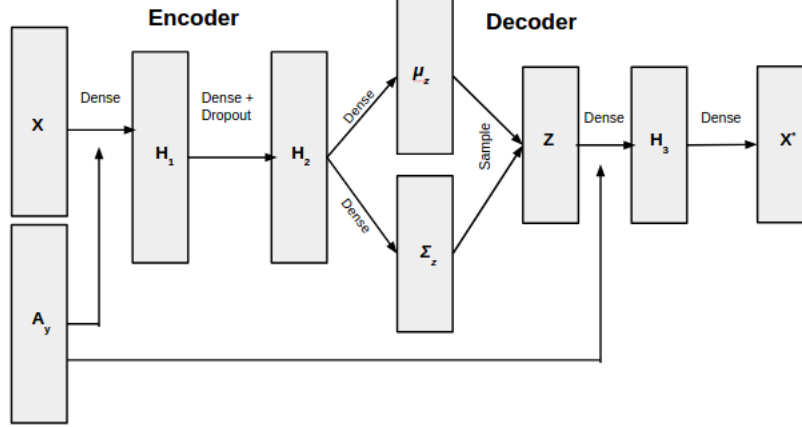 Encoder
Decoder
X
Dense
H1
Dense +
Dropout
H2
Dense
Dense
μz
Σz
Sample
Z
Dense
H3
Dense
X*
Ay